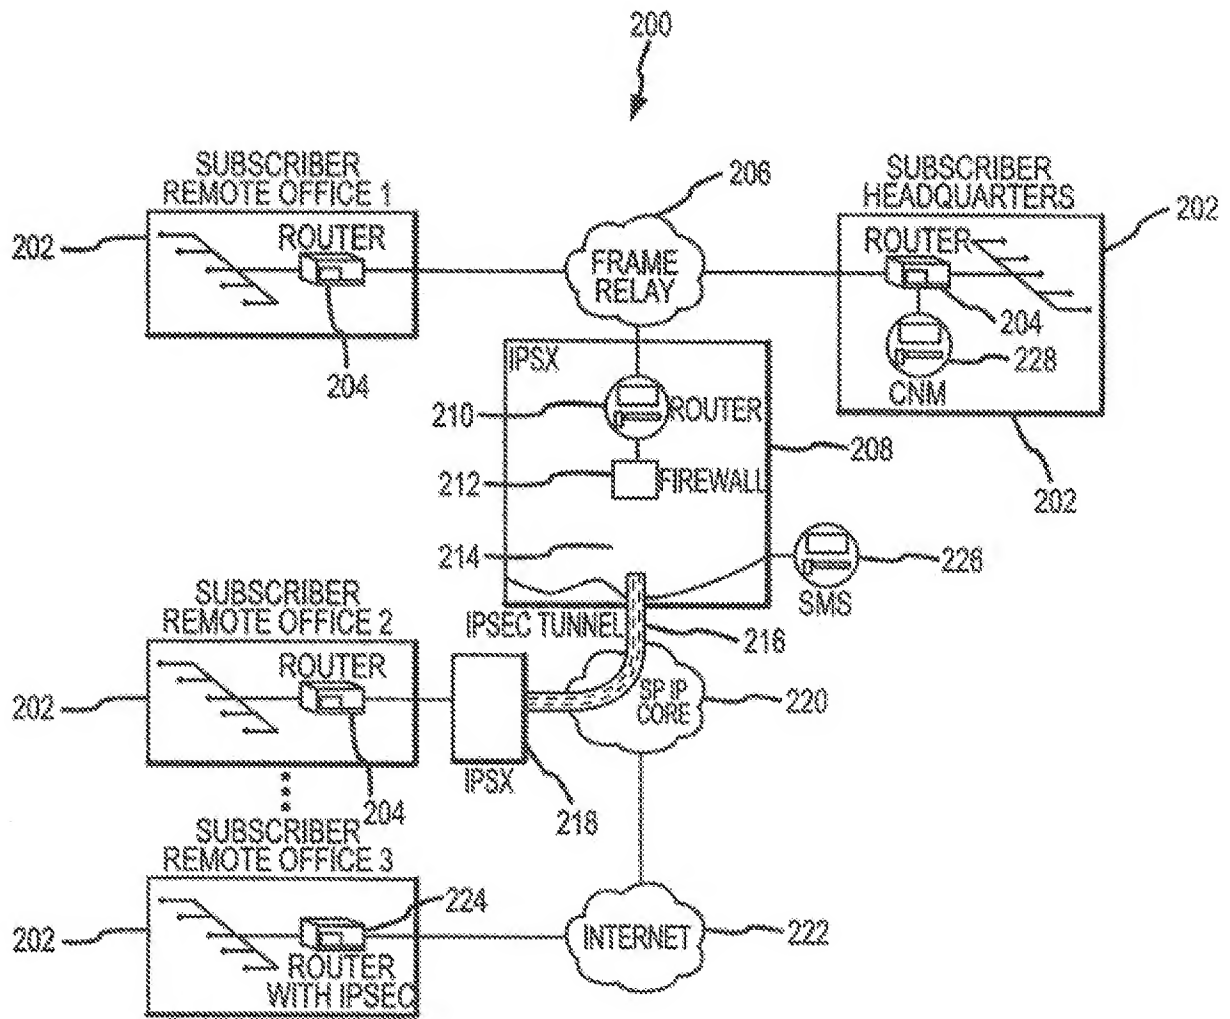 200
SUBSCRIBER
REMOTE OFFICE 1
202
ROUTER
204
206
FRAME
RELAY
SUBSCRIBER
HEADQUARTERS
202
ROUTER
204
228
CNM
202
IPSX
210
ROUTER
208
212
FIREWALL
214
226
SMS
IPSEC TUNNEL
216
SUBSCRIBER
REMOTE OFFICE 2
202
ROUTER
204
IPSX
218
SP IP
CORE
220
SUBSCRIBER
REMOTE OFFICE 3
202
224
ROUTER
WITH IPSEC
INTERNET
222